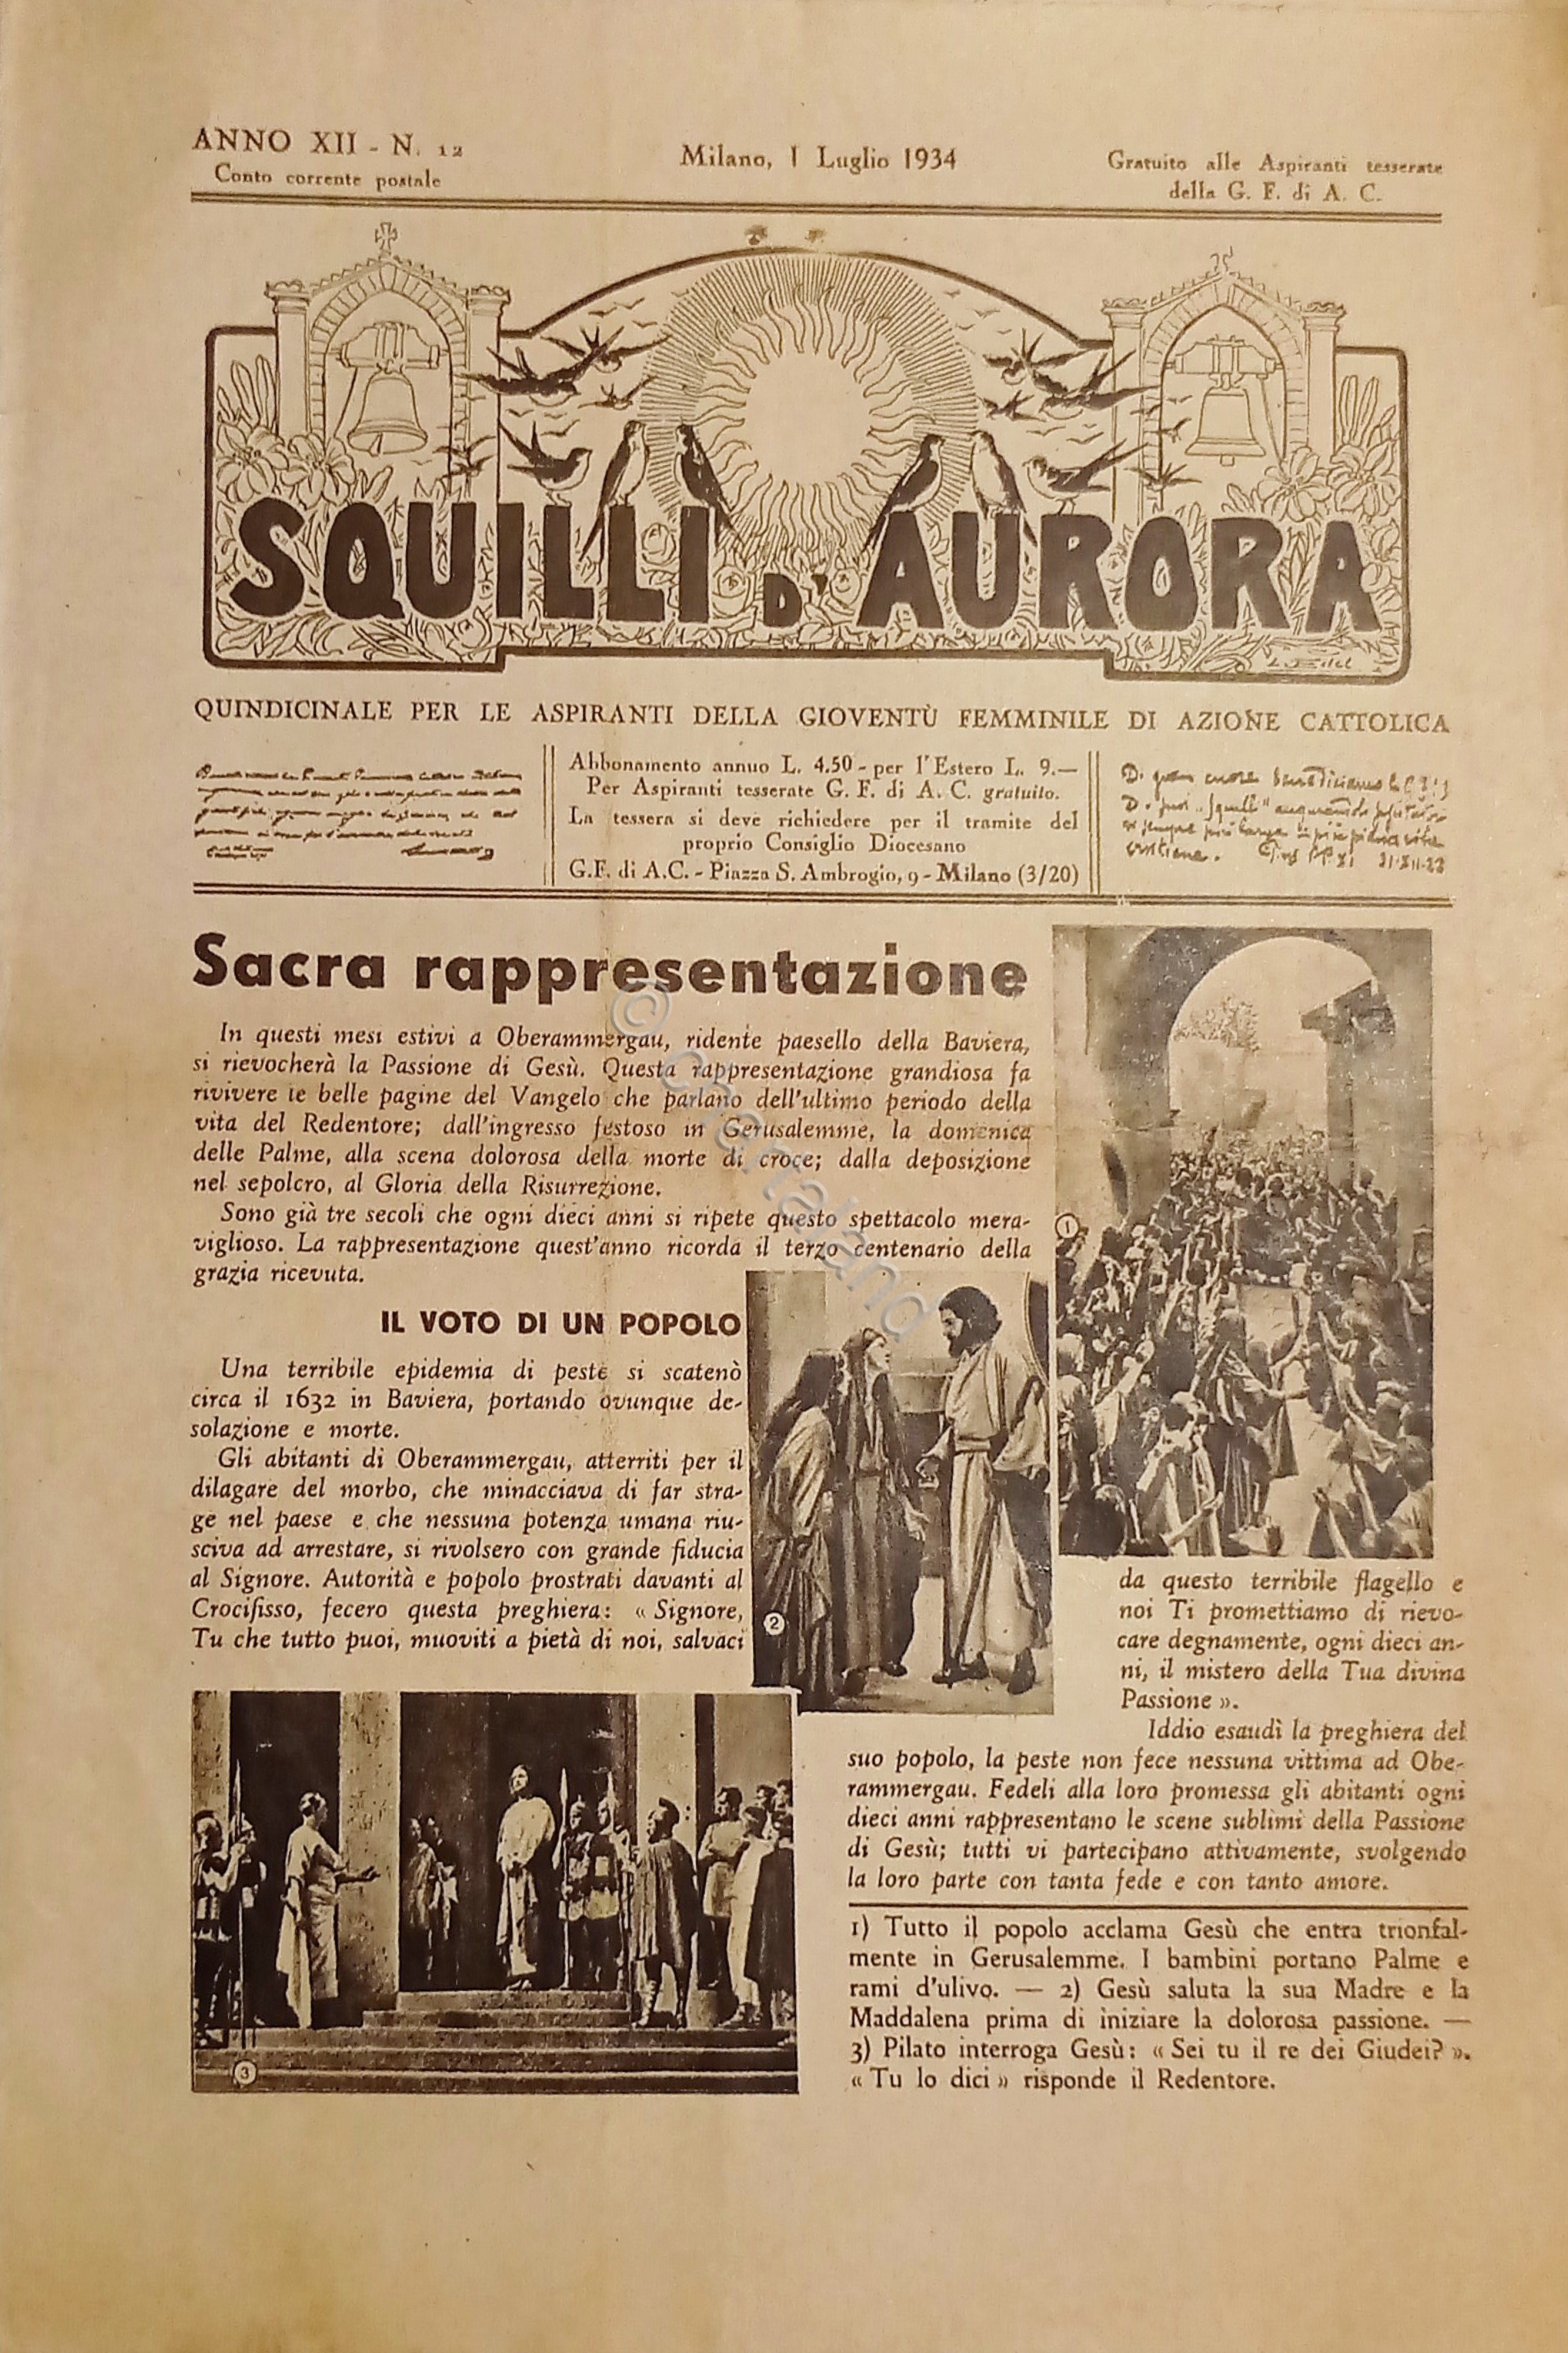 ANNO XII - N. 12
Conto corrente postale
Milano, 1 Luglio 1934
Gratuito alle Aspiranti tesserate
della G. F. di A. C.
SQUILLI D'AURORA
QUINDICINALE PER LE ASPIRANTI DELLA GIOVENTÙ FEMMINILE DI AZIONE CATTOLICA
Abbonamento annuo L. 4.50 - per l'Estero L. 9.—
Per Aspiranti tesserate G. F. di A. C. gratuito.
La tessera si deve richiedere per il tramite del
proprio Consiglio Diocesano
G.F. di A.C. - Piazza S. Ambrogio, 9 - Milano (3/20)
Di gran cuore benediciamo
cristiana. Pius PP XI 21-XII-22
Sacra rappresentazione
In questi mesi estivi a Oberammergau, ridente paesello della Baviera,
si rievocherà la Passione di Gesù. Questa rappresentazione grandiosa fa
rivivere le belle pagine del Vangelo che parlano dell'ultimo periodo della
vita del Redentore; dall'ingresso festoso in Gerusalemme, la domenica
delle Palme, alla scena dolorosa della morte di croce; dalla deposizione
nel sepolcro, al Gloria della Risurrezione.
Sono già tre secoli che ogni dieci anni si ripete questo spettacolo mera-
viglioso. La rappresentazione quest'anno ricorda il terzo centenario della
grazia ricevuta.
IL VOTO DI UN POPOLO
Una terribile epidemia di peste si scatenò
circa il 1632 in Baviera, portando ovunque de-
solazione e morte.
Gli abitanti di Oberammergau, atterriti per il
dilagare del morbo, che minacciava di far stra-
ge nel paese e che nessuna potenza umana riu-
sciva ad arrestare, si rivolsero con grande fiducia
al Signore. Autorità e popolo prostrati davanti al
Crocifisso, fecero questa preghiera: « Signore,
Tu che tutto puoi, muoviti a pietà di noi, salvaci
da questo terribile flagello e
noi Ti promettiamo di rievo-
care degnamente, ogni dieci an-
ni, il mistero della Tua divina
Passione ».
Iddio esaudì la preghiera del
suo popolo, la peste non fece nessuna vittima ad Obe-
rammergau. Fedeli alla loro promessa gli abitanti ogni
dieci anni rappresentano le scene sublimi della Passione
di Gesù; tutti vi partecipano attivamente, svolgendo
la loro parte con tanta fede e con tanto amore.
1) Tutto il popolo acclama Gesù che entra trionfal-
mente in Gerusalemme. I bambini portano Palme e
rami d'ulivo. — 2) Gesù saluta la sua Madre e la
Maddalena prima di iniziare la dolorosa passione. —
3) Pilato interroga Gesù: « Sei tu il re dei Giudei? ».
« Tu lo dici » risponde il Redentore.
1
2
3
© chartaland